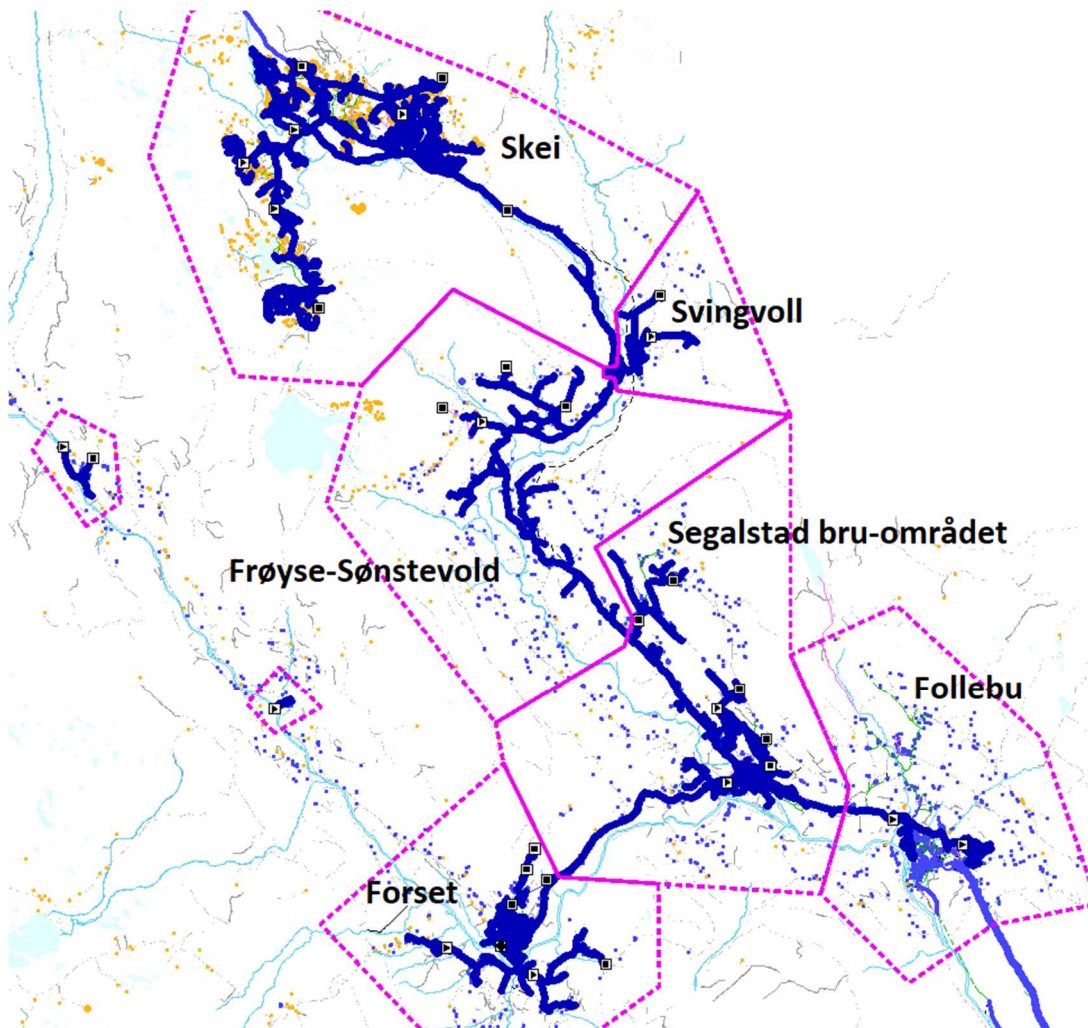 Skei
Svingvoll
Segalstad bru-området
Frøyse-Sønstevold
Follebu
Forset